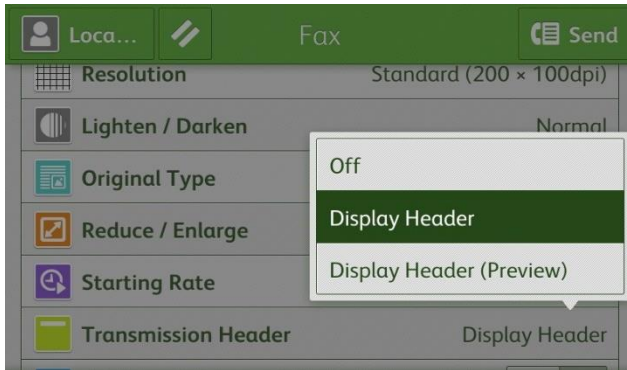 Loca... Fax Send
Resolution Standard (200 × 100dpi)
Lighten / Darken Normal
Off
Original Type
Display Header
Reduce / Enlarge
Display Header (Preview)
Starting Rate
Transmission Header Display Header